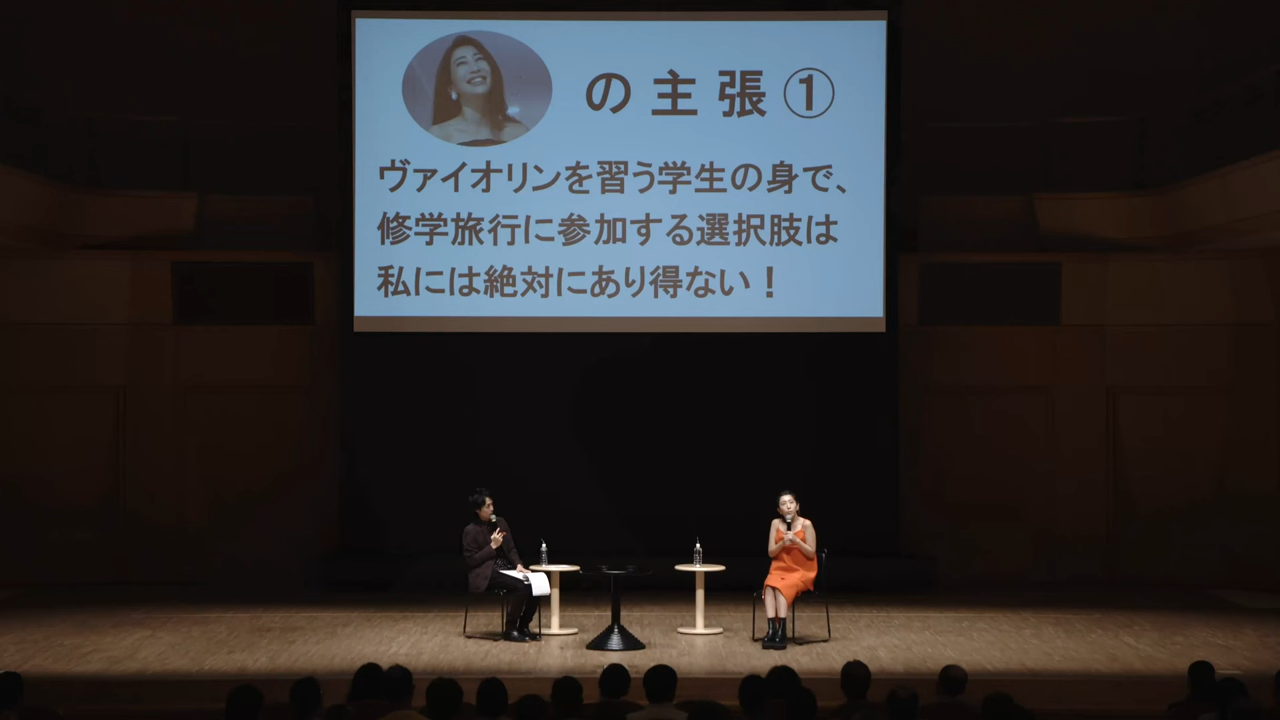 の主張①
ヴァイオリンを習う学生の身で、
修学旅行に参加する選択肢は
私には絶対にあり得ない！